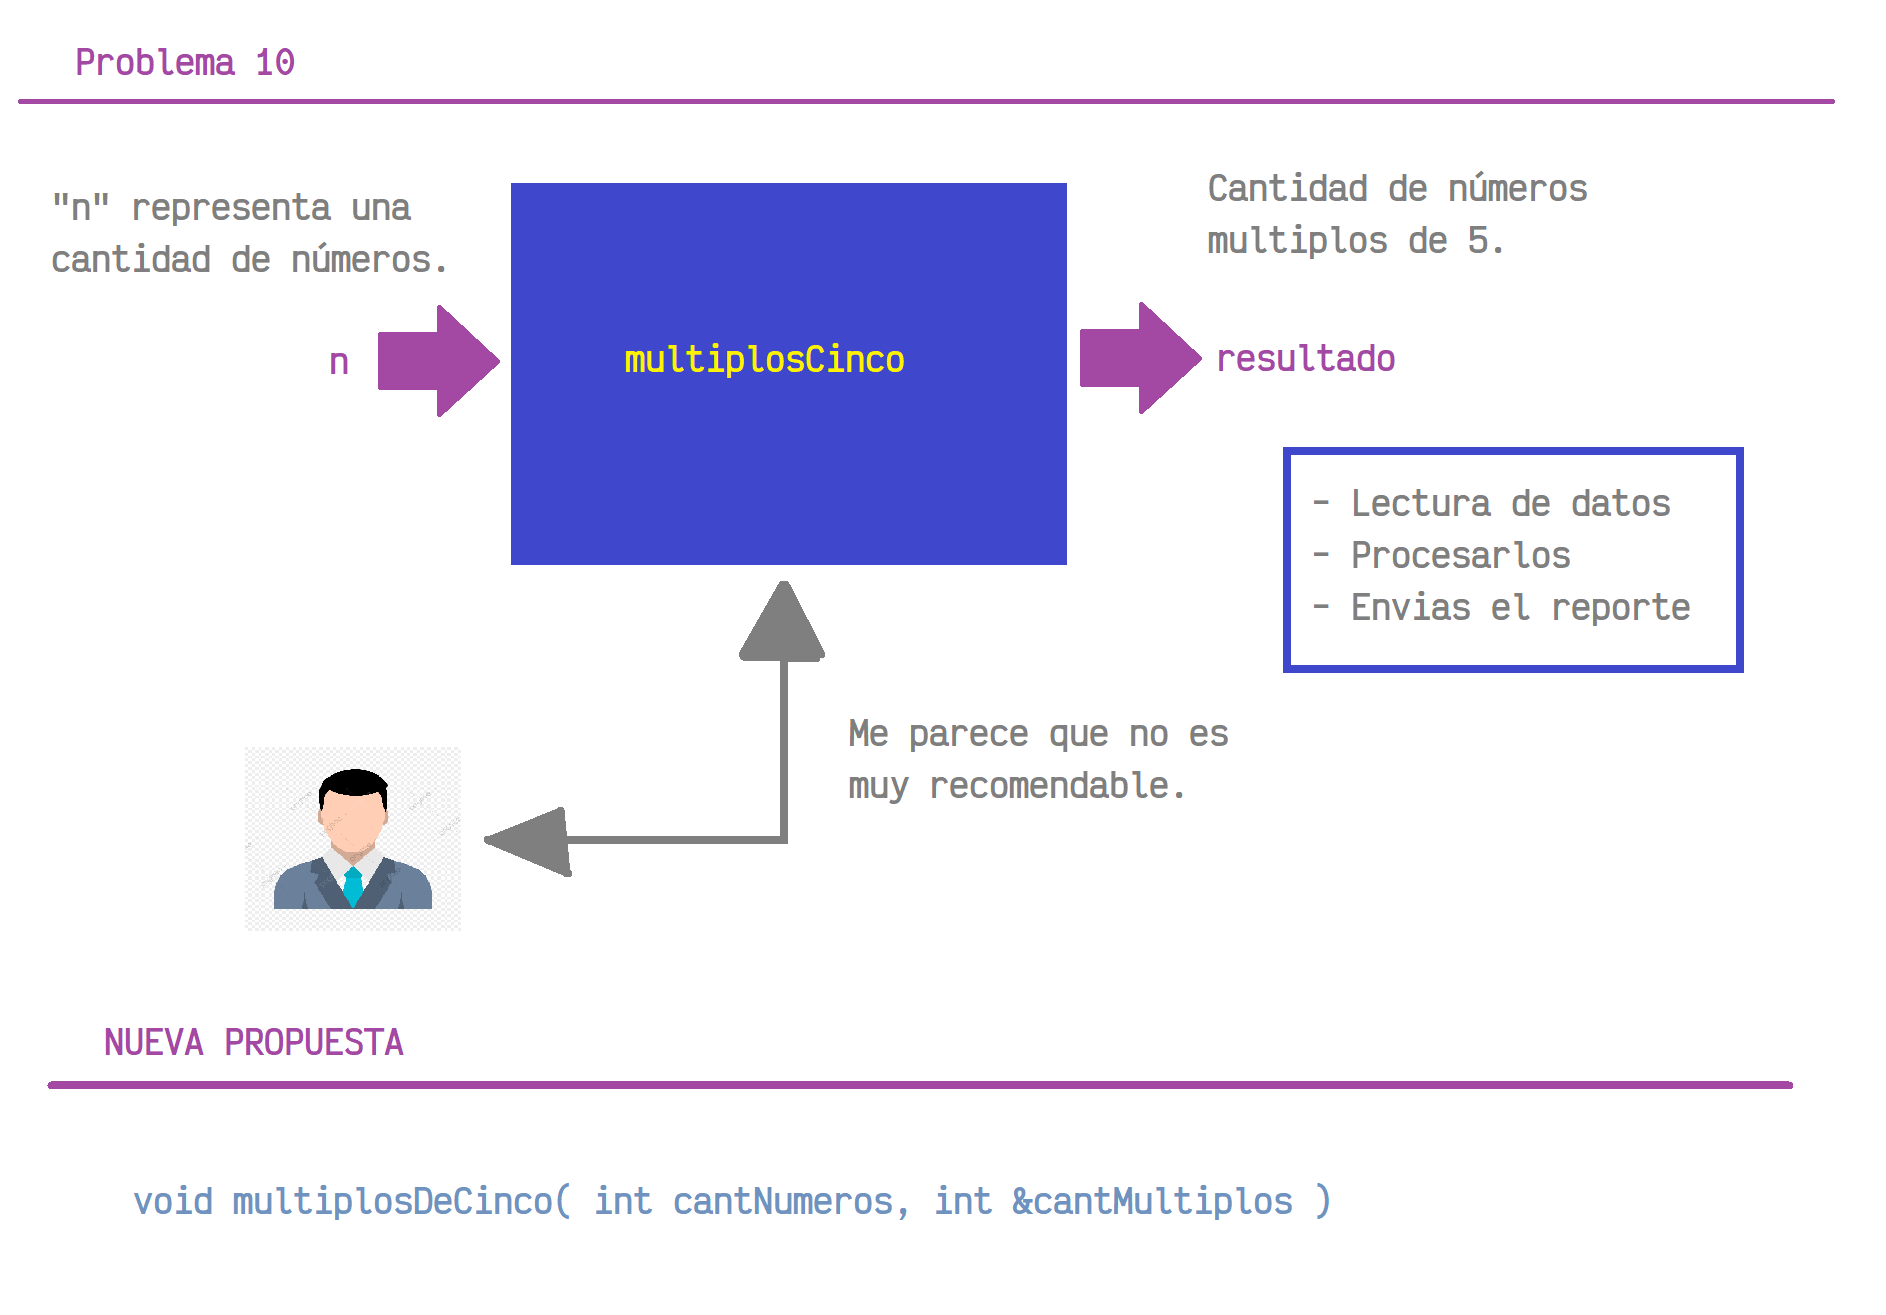 Problema 10
"n" representa una
cantidad de números.
n
multiplosCinco
Cantidad de números
multiplos de 5.
resultado
- Lectura de datos
- Procesarlos
- Envias el reporte
Me parece que no es
muy recomendable.
NUEVA PROPUESTA
void multiplosDeCinco( int cantNumeros, int &cantMultiplos )